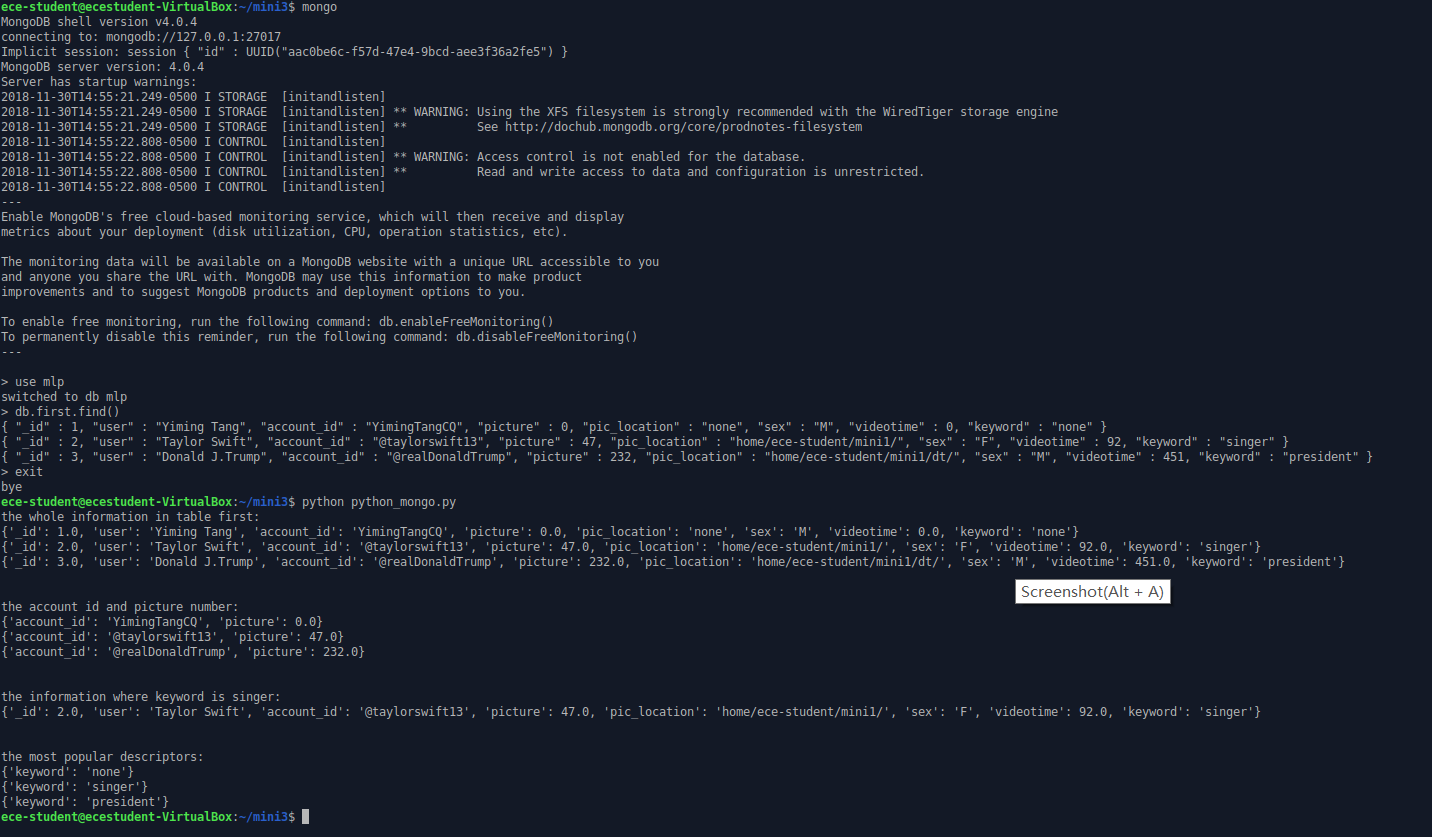 ece-student@ecestudent-VirtualBox:~/mini3$ mongo
MongoDB shell version v4.0.4
connecting to: mongodb://127.0.0.1:27017
Implicit session: session { "id" : UUID("aac0be6c-f57d-47e4-9bcd-aee3f36a2fe5") }
MongoDB server version: 4.0.4
Server has startup warnings:
2018-11-30T14:55:21.249-0500 I STORAGE  [initandlisten]
2018-11-30T14:55:21.249-0500 I STORAGE  [initandlisten] ** WARNING: Using the XFS filesystem is strongly recommended with the WiredTiger storage engine
2018-11-30T14:55:21.249-0500 I STORAGE  [initandlisten] **          See http://dochub.mongodb.org/core/prodnotes-filesystem
2018-11-30T14:55:22.808-0500 I CONTROL  [initandlisten]
2018-11-30T14:55:22.808-0500 I CONTROL  [initandlisten] ** WARNING: Access control is not enabled for the database.
2018-11-30T14:55:22.808-0500 I CONTROL  [initandlisten] **          Read and write access to data and configuration is unrestricted.
2018-11-30T14:55:22.808-0500 I CONTROL  [initandlisten]
---
Enable MongoDB's free cloud-based monitoring service, which will then receive and display
metrics about your deployment (disk utilization, CPU, operation statistics, etc).

The monitoring data will be available on a MongoDB website with a unique URL accessible to you
and anyone you share the URL with. MongoDB may use this information to make product
improvements and to suggest MongoDB products and deployment options to you.

To enable free monitoring, run the following command: db.enableFreeMonitoring()
To permanently disable this reminder, run the following command: db.disableFreeMonitoring()
---

> use mlp
switched to db mlp
> db.first.find()
{ "_id" : 1, "user" : "Yiming Tang", "account_id" : "YimingTangCQ", "picture" : 0, "pic_location" : "none", "sex" : "M", "videotime" : 0, "keyword" : "none" }
{ "_id" : 2, "user" : "Taylor Swift", "account_id" : "@taylorswift13", "picture" : 47, "pic_location" : "home/ece-student/mini1/", "sex" : "F", "videotime" : 92, "keyword" : "singer" }
{ "_id" : 3, "user" : "Donald J.Trump", "account_id" : "@realDonaldTrump", "picture" : 232, "pic_location" : "home/ece-student/mini1/dt/", "sex" : "M", "videotime" : 451, "keyword" : "president" }
> exit
bye
ece-student@ecestudent-VirtualBox:~/mini3$ python python_mongo.py
the whole information in table first:
{'_id': 1.0, 'user': 'Yiming Tang', 'account_id': 'YimingTangCQ', 'picture': 0.0, 'pic_location': 'none', 'sex': 'M', 'videotime': 0.0, 'keyword': 'none'}
{'_id': 2.0, 'user': 'Taylor Swift', 'account_id': '@taylorswift13', 'picture': 47.0, 'pic_location': 'home/ece-student/mini1/', 'sex': 'F', 'videotime': 92.0, 'keyword': 'singer'}
{'_id': 3.0, 'user': 'Donald J.Trump', 'account_id': '@realDonaldTrump', 'picture': 232.0, 'pic_location': 'home/ece-student/mini1/dt/', 'sex': 'M', 'videotime': 451.0, 'keyword': 'president'}
Screenshot(Alt + A)

the account id and picture number:
{'account_id': 'YimingTangCQ', 'picture': 0.0}
{'account_id': '@taylorswift13', 'picture': 47.0}
{'account_id': '@realDonaldTrump', 'picture': 232.0}

the information where keyword is singer:
{'_id': 2.0, 'user': 'Taylor Swift', 'account_id': '@taylorswift13', 'picture': 47.0, 'pic_location': 'home/ece-student/mini1/', 'sex': 'F', 'videotime': 92.0, 'keyword': 'singer'}

the most popular descriptors:
{'keyword': 'none'}
{'keyword': 'singer'}
{'keyword': 'president'}
ece-student@ecestudent-VirtualBox:~/mini3$